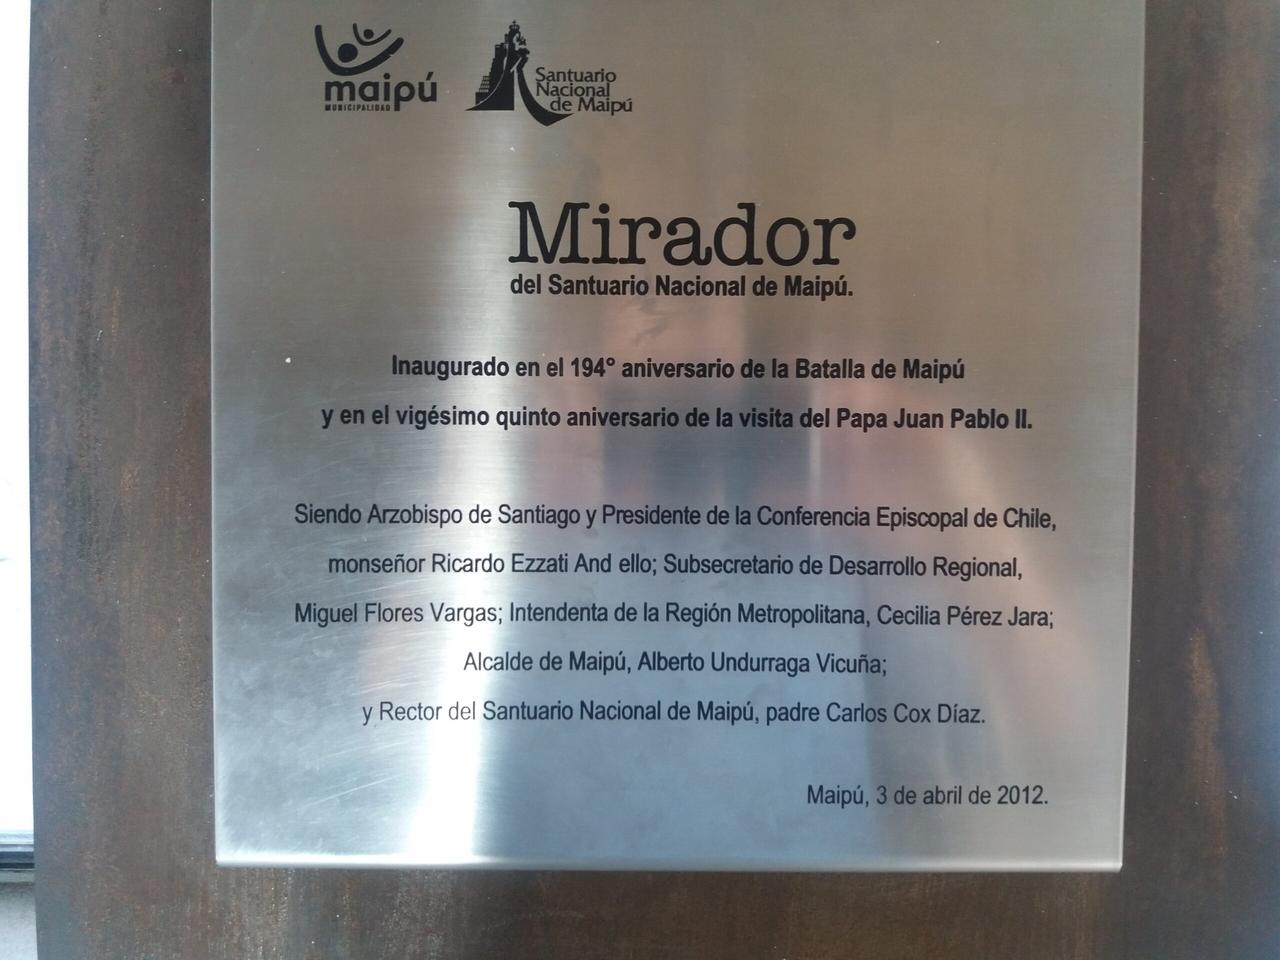 maipú
MUNICIPALIDAD
Santuario
Nacional
de Maipú
Mirador
del Santuario Nacional de Maipú.
Inaugurado en el 194° aniversario de la Batalla de Maipú
y en el vigésimo quinto aniversario de la visita del Papa Juan Pablo II.
Siendo Arzobispo de Santiago y Presidente de la Conferencia Episcopal de Chile,
monseñor Ricardo Ezzati And ello; Subsecretario de Desarrollo Regional,
Miguel Flores Vargas; Intendenta de la Región Metropolitana, Cecilia Pérez Jara;
Alcalde de Maipú, Alberto Undurraga Vicuña;
y Rector del Santuario Nacional de Maipú, padre Carlos Cox Díaz.
Maipú, 3 de abril de 2012.